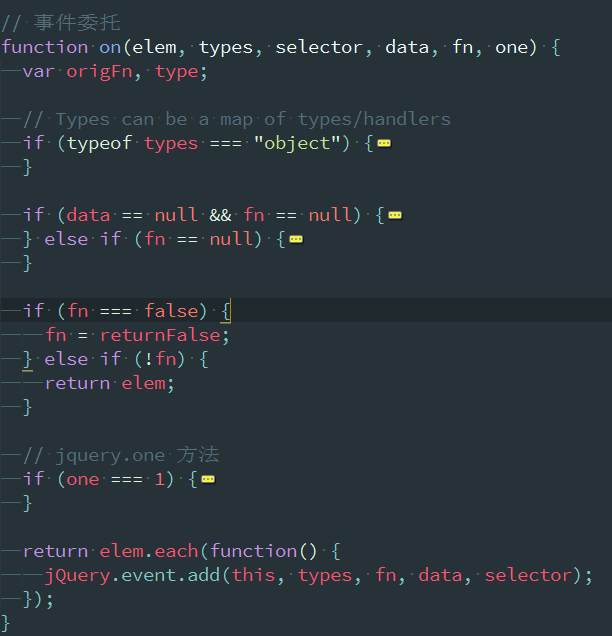 // 事件委托
function on(elem, types, selector, data, fn, one) {
  var origFn, type;

  // Types can be a map of types/handlers
  if (typeof types === "object") {
  }

  if (data == null && fn == null) {
  } else if (fn == null) {
  }

  if (fn === false) {
    fn = returnFalse;
  } else if (!fn) {
    return elem;
  }

  // jquery.one 方法
  if (one === 1) {
  }

  return elem.each(function() {
    jQuery.event.add(this, types, fn, data, selector);
  });
}